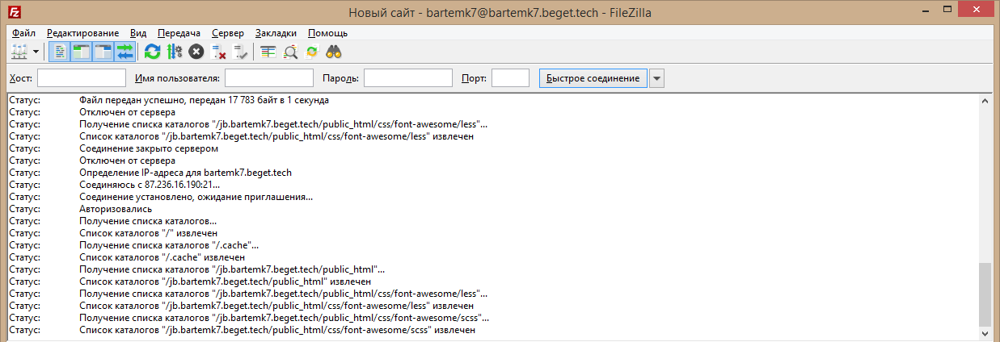 Новый сайт - bartemk7@bartemk7.beget.tech - FileZilla
Файл Редактирование Вид Передача Сервер Закладки Помощь
Хост: Имя пользователя: Пароль: Порт: Быстрое соединение
Статус: Файл передан успешно, передан 17 783 байт в 1 секунда
Статус: Отключен от сервера
Статус: Получение списка каталогов "/jb.bartemk7.beget.tech/public_html/css/font-awesome/less"...
Статус: Список каталогов "/jb.bartemk7.beget.tech/public_html/css/font-awesome/less" извлечен
Статус: Соединение закрыто сервером
Статус: Отключен от сервера
Статус: Определение IP-адреса для bartemk7.beget.tech
Статус: Соединяюсь с 87.236.16.190:21...
Статус: Соединение установлено, ожидание приглашения...
Статус: Авторизовались
Статус: Получение списка каталогов...
Статус: Список каталогов "/" извлечен
Статус: Получение списка каталогов "/.cache"...
Статус: Список каталогов "/.cache" извлечен
Статус: Получение списка каталогов "/jb.bartemk7.beget.tech/public_html"...
Статус: Список каталогов "/jb.bartemk7.beget.tech/public_html" извлечен
Статус: Получение списка каталогов "/jb.bartemk7.beget.tech/public_html/css/font-awesome/less"...
Статус: Список каталогов "/jb.bartemk7.beget.tech/public_html/css/font-awesome/less" извлечен
Статус: Получение списка каталогов "/jb.bartemk7.beget.tech/public_html/css/font-awesome/scss"...
Статус: Список каталогов "/jb.bartemk7.beget.tech/public_html/css/font-awesome/scss" извлечен